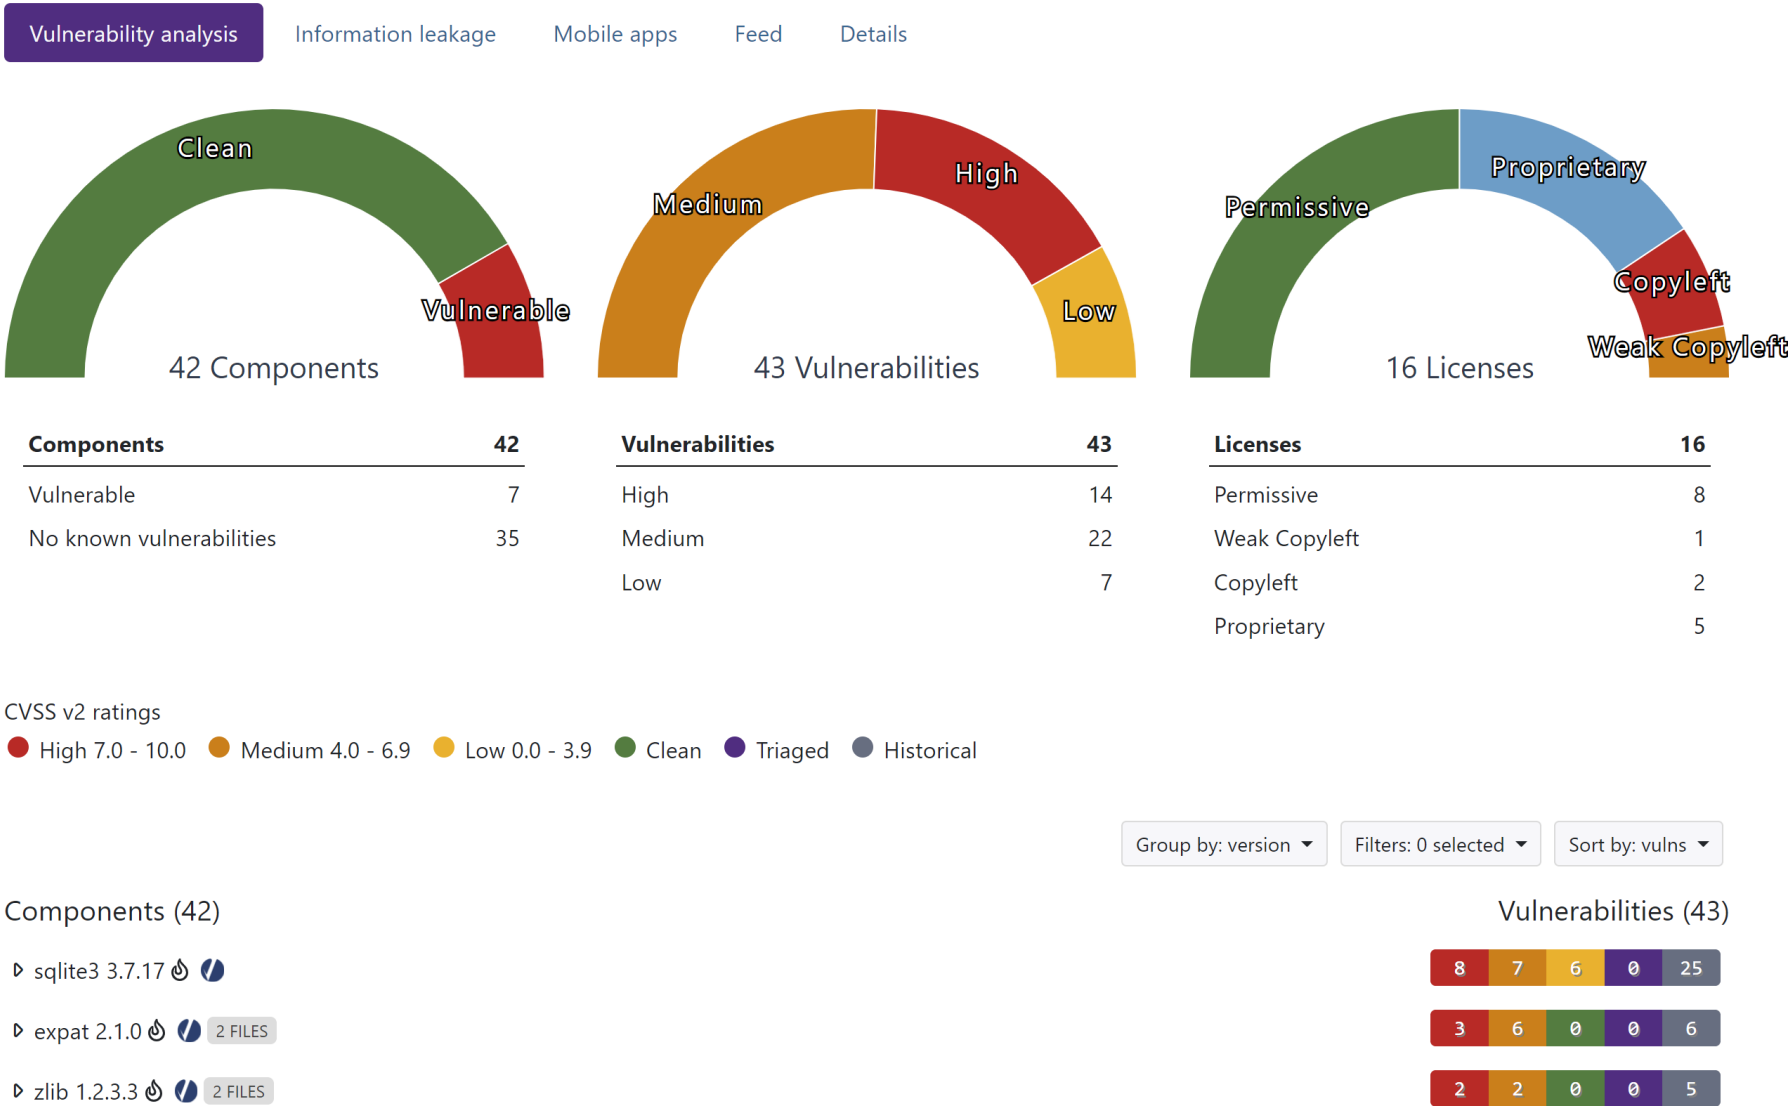 Vulnerability analysis Information leakage Mobile apps Feed Details
Clean
Vulnerable
42 Components
Medium
High
Low
43 Vulnerabilities
Permissive
Proprietary
Copyleft
Weak Copyleft
16 Licenses
Components 42
Vulnerable 7
No known vulnerabilities 35
Vulnerabilities 43
High 14
Medium 22
Low 7
Licenses 16
Permissive 8
Weak Copyleft 1
Copyleft 2
Proprietary 5
CVSS v2 ratings
High 7.0 - 10.0 Medium 4.0 - 6.9 Low 0.0 - 3.9 Clean Triaged Historical
Group by: version Filters: 0 selected Sort by: vulns
Components (42) Vulnerabilities (43)
sqlite3 3.7.17 8 7 6 0 25
expat 2.1.0 2 FILES 3 6 0 0 6
zlib 1.2.3.3 2 FILES 2 2 0 0 5